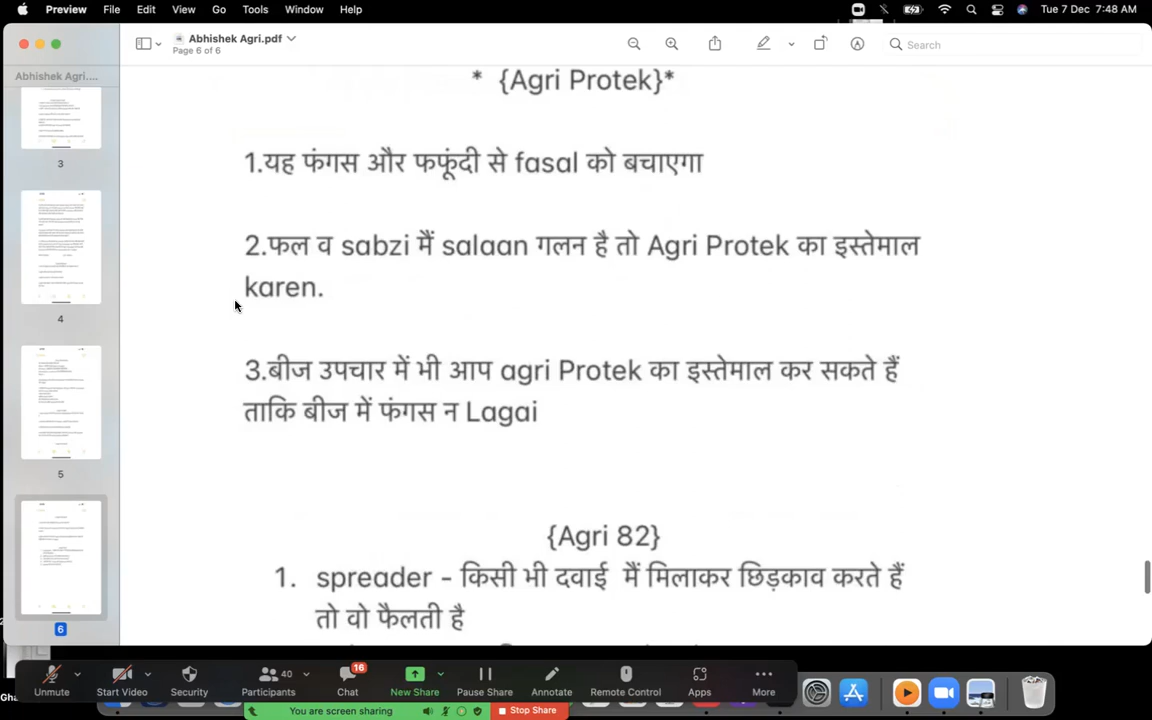 Preview File Edit View Go Tools Window Help Tue 7 Dec 7:48 AM
Abhishek Agri.pdf
Page 6 of 6
Search
Abhishek Agri....
3
4
5
6
* {Agri Protek}*
1.यह फंगस और फफूंदी से fasal को बचाएगा
2.फल व sabzi मैं salaan गलन है तो Agri Protek का इस्तेमाल
karen.
3.बीज उपचार में भी आप agri Protek का इस्तेमाल कर सकते हैं
ताकि बीज में फंगस न Lagai
{Agri 82}
1. spreader - किसी भी दवाई मैं मिलाकर छिड़काव करते हैं
तो वो फैलती है
16
40
Unmute Start Video Security Participants Chat New Share Pause Share Annotate Remote Control Apps More
You are screen sharing Stop Share